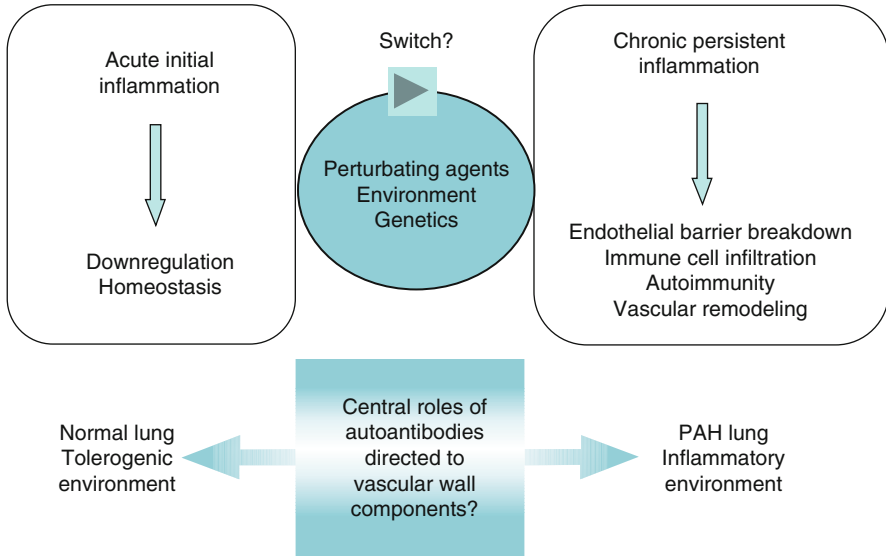 Acute initial
inflammation
Downregulation
Homeostasis
Switch?
Perturbating agents
Environment
Genetics
Chronic persistent
inflammation
Endothelial barrier breakdown
Immune cell infiltration
Autoimmunity
Vascular remodeling
Normal lung
Tolerogenic
environment
Central roles of
autoantibodies
directed to
vascular wall
components?
PAH lung
Inflammatory
environment